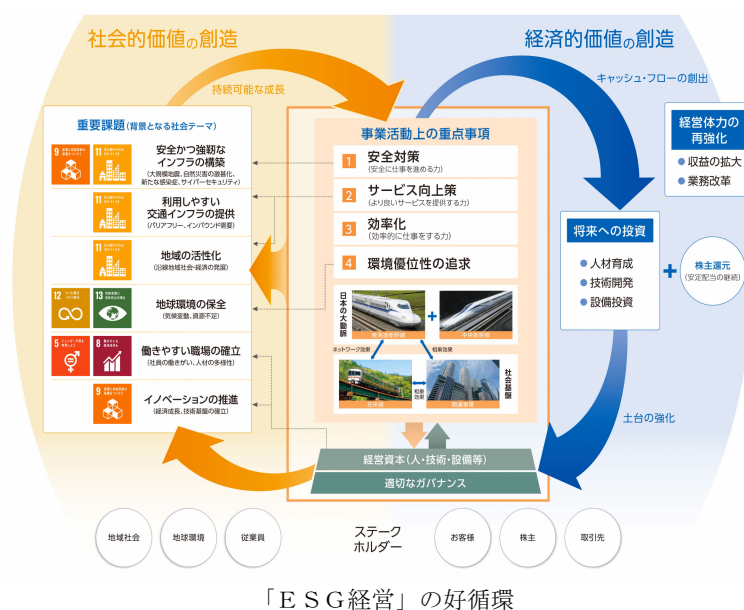 社会的価値の創造
経済的価値の創造
持続可能な成長
キャッシュ・フローの創出
重要課題(背景となる社会テーマ)
9
11
安全かつ強靭な
インフラの構築
(大規模地震、自然災害の激甚化、
新たな感染症、サイバーセキュリティ)
11
利用しやすい
交通インフラの提供
(バリアフリー、インバウンド需要)
11
地域の活性化
(沿線地域社会・経済の発展)
12
13
地球環境の保全
(気候変動、資源不足)
5
8
働きやすい職場の確立
(社員の働きがい、人材の多様性)
9
イノベーションの推進
(経済成長、技術基盤の確立)
事業活動上の重点事項
1 安全対策
(安全に仕事を進める力)
2 サービス向上策
(より良いサービスを提供する力)
3 効率化
(効率的に仕事をする力)
4 環境優位性の追求
日本の大動脈
東海道新幹線
+
中央新幹線
ネットワーク効果
相乗効果
社会基盤
在来線
相乗
効果
関連事業
経営資本(人・技術・設備等)
適切なガバナンス
経営体力の
再強化
● 収益の拡大
● 業務改革
将来への投資
● 人材育成
● 技術開発
● 設備投資
+
株主還元
(安定配当の継続)
土台の強化
地域社会
地球環境
従業員
ステーク
ホルダー
お客様
株主
取引先
「ESG経営」の好循環